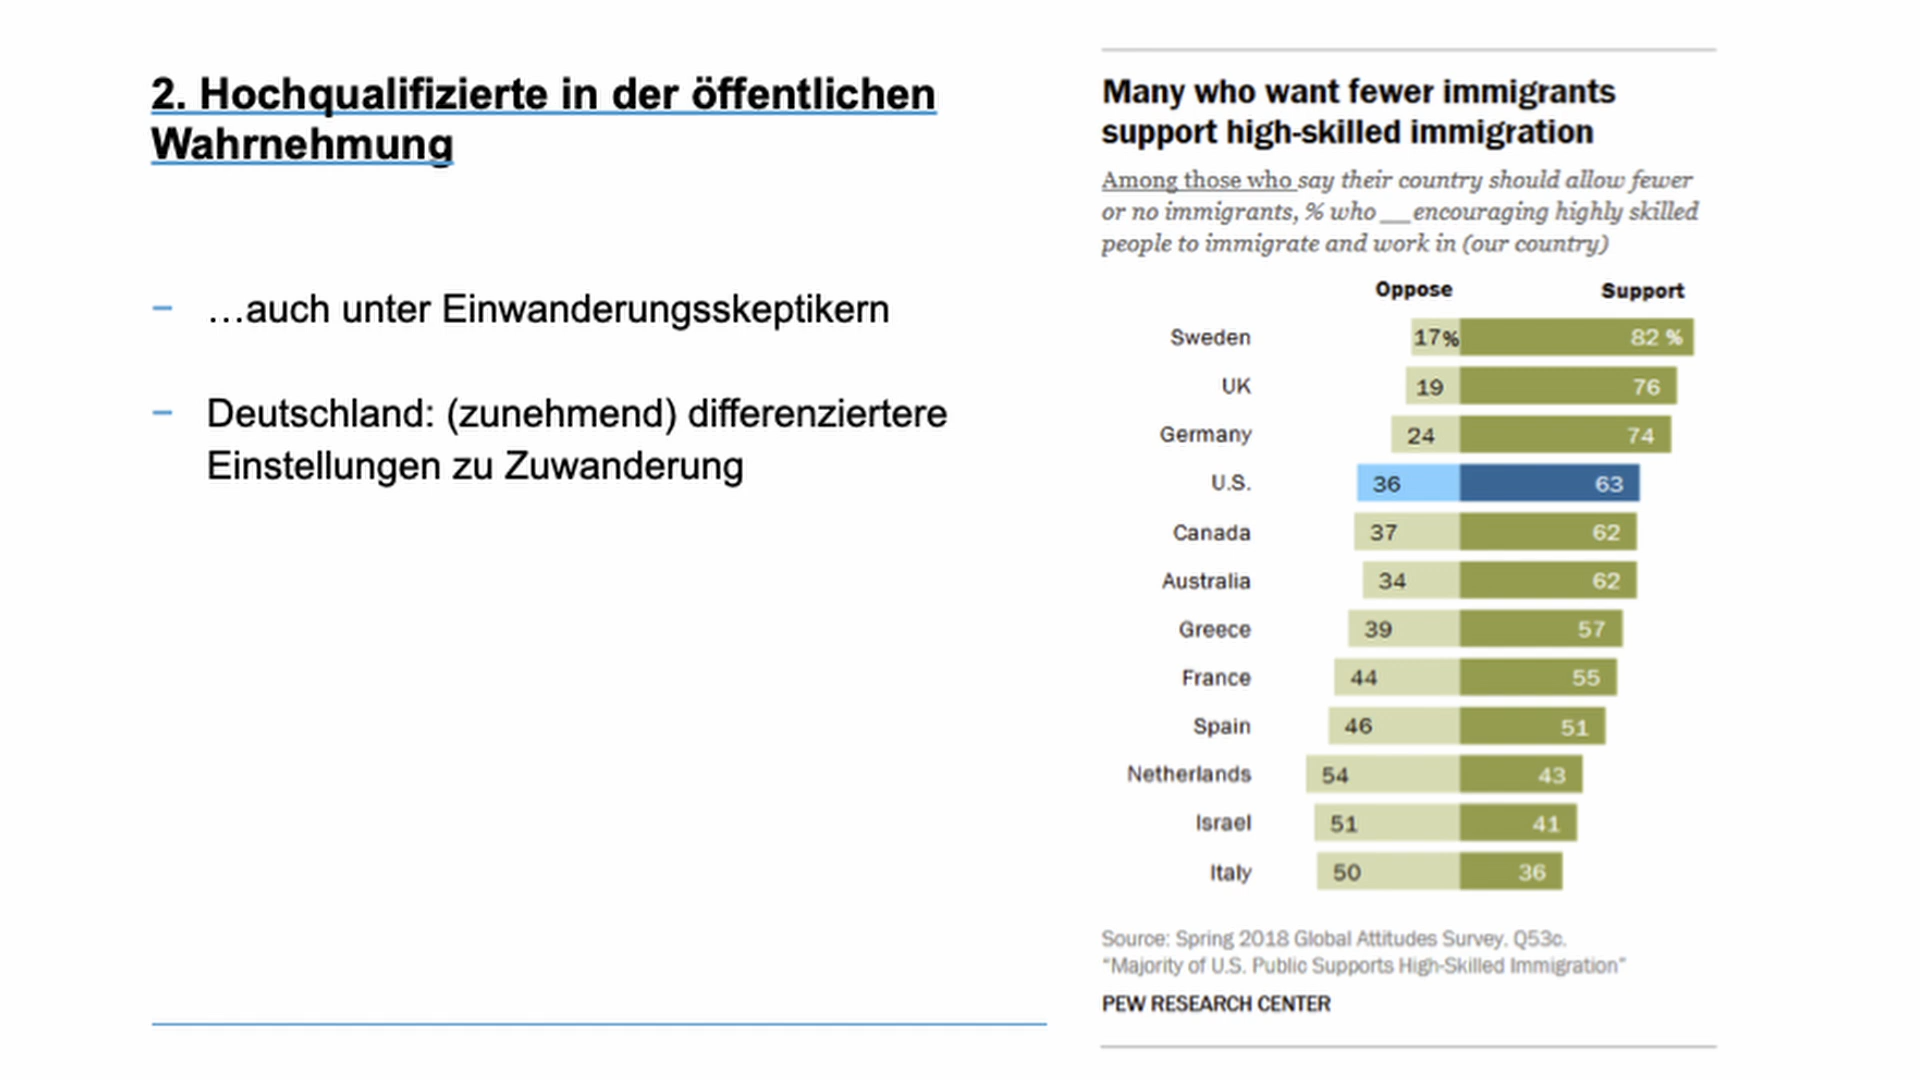 2. Hochqualifizierte in der öffentlichen
Wahrnehmung
– …auch unter Einwanderungsskeptikern
– Deutschland: (zunehmend) differenziertere
Einstellungen zu Zuwanderung
Many who want fewer immigrants
support high-skilled immigration
Among those who say their country should allow fewer
or no immigrants, % who __encouraging highly skilled
people to immigrate and work in (our country)
Oppose Support
Sweden 17% 82 %
UK 19 76
Germany 24 74
U.S. 36 63
Canada 37 62
Australia 34 62
Greece 39 57
France 44 55
Spain 46 51
Netherlands 54 43
Israel 51 41
Italy 50 36
Source: Spring 2018 Global Attitudes Survey. Q53c.
“Majority of U.S. Public Supports High-Skilled Immigration”
PEW RESEARCH CENTER